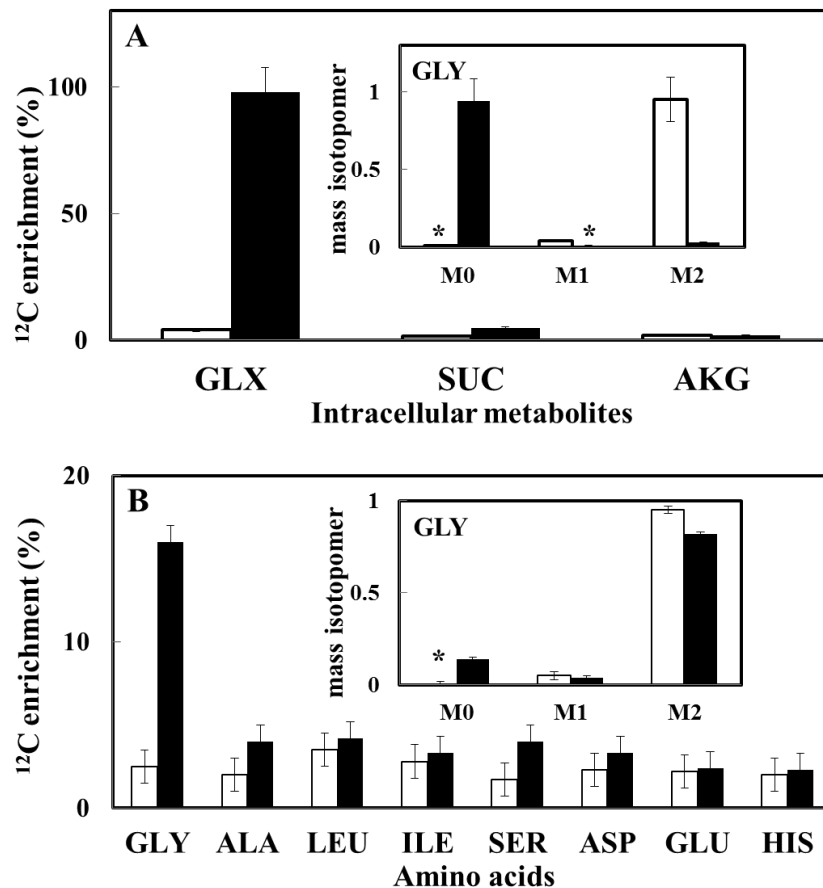 A
¹²C enrichment (%)
100
50
0
GLX SUC AKG
Intracellular metabolites
GLY
mass isotopomer
1
0.5
0
*
*
M0 M1 M2
B
¹²C enrichment (%)
20
10
0
GLY ALA LEU ILE SER ASP GLU HIS
Amino acids
GLY
mass isotopomer
1
0.5
0
*
M0 M1 M2